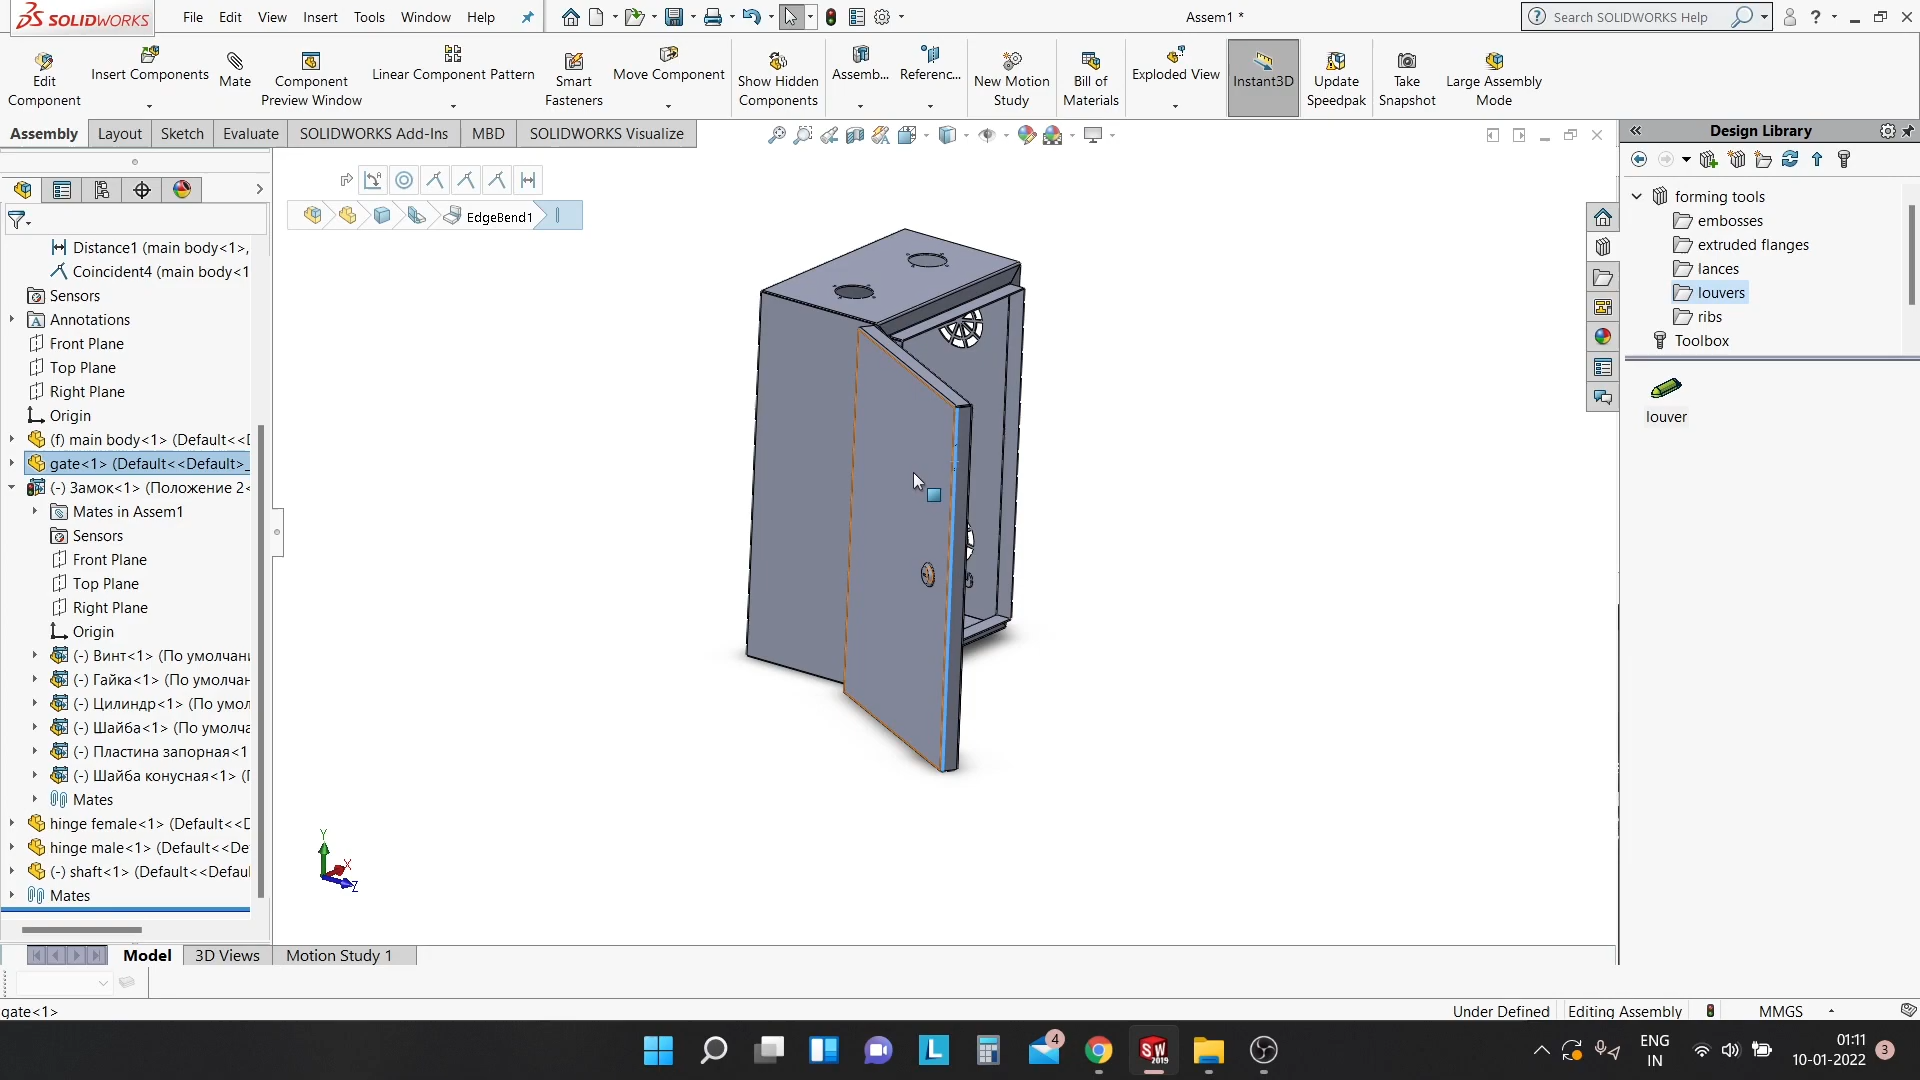 SOLIDWORKS
File Edit View Insert Tools Window Help
Assem1 *
Search SOLIDWORKS Help
Edit Component
Insert Components
Mate
Component Preview Window
Linear Component Pattern
Smart Fasteners
Move Component
Show Hidden Components
Assemb...
Referenc...
New Motion Study
Bill of Materials
Exploded View
Instant3D
Update Speedpak
Take Snapshot
Large Assembly Mode
Assembly Layout Sketch Evaluate SOLIDWORKS Add-Ins MBD SOLIDWORKS Visualize
Design Library
EdgeBend1
Distance1 (main body<1>,
Coincident4 (main body<1
Sensors
Annotations
Front Plane
Top Plane
Right Plane
Origin
(f) main body<1> (Default<<D
gate<1> (Default<<Default>_
(-) Замок<1> (Положение 2<
Mates in Assem1
Sensors
Front Plane
Top Plane
Right Plane
Origin
(-) Винт<1> (По умолчани
(-) Гайка<1> (По умолчан
(-) Цилиндр<1> (По умол
(-) Шайба<1> (По умолча
(-) Пластина запорная<1
(-) Шайба конусная<1> (П
Mates
hinge female<1> (Default<<D
hinge male<1> (Default<<De
(-) shaft<1> (Default<<Defaul
Mates
forming tools
embosses
extruded flanges
lances
louvers
ribs
Toolbox
louver
Y
X
Z
Model 3D Views Motion Study 1
gate<1>
Under Defined Editing Assembly MMGS
4
L
SW 2019
ENG IN
01:11
10-01-2022
3